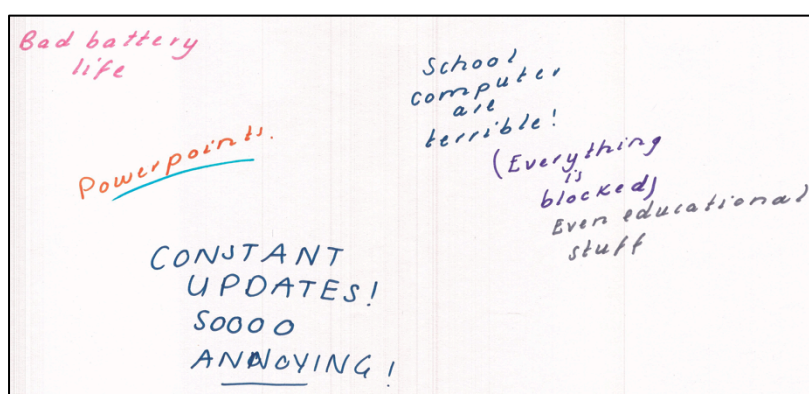 Bad battery
life
School
computer
are
terrible!
Powerpoints.
(Everything
is
blocked)
Even educational
stuff
CONSTANT
UPDATES!
SOOOO
ANNOYING!